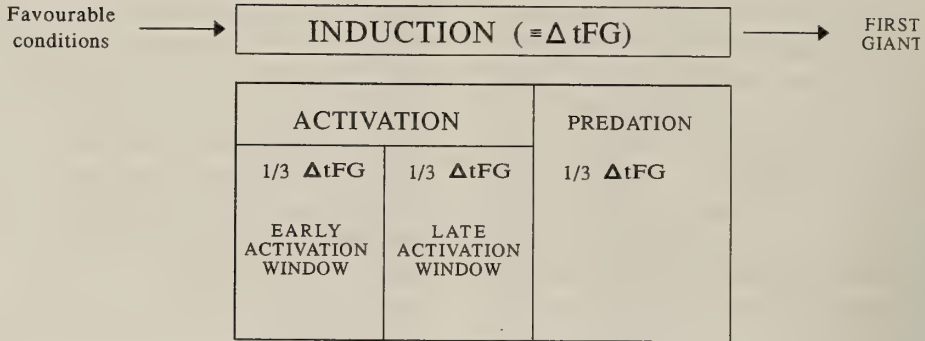 Favourable
conditions
INDUCTION (≡Δ tFG)
FIRST
GIANT
ACTIVATION
PREDATION
1/3 ΔtFG
1/3 ΔtFG
1/3 ΔtFG
EARLY
ACTIVATION
WINDOW
LATE
ACTIVATION
WINDOW